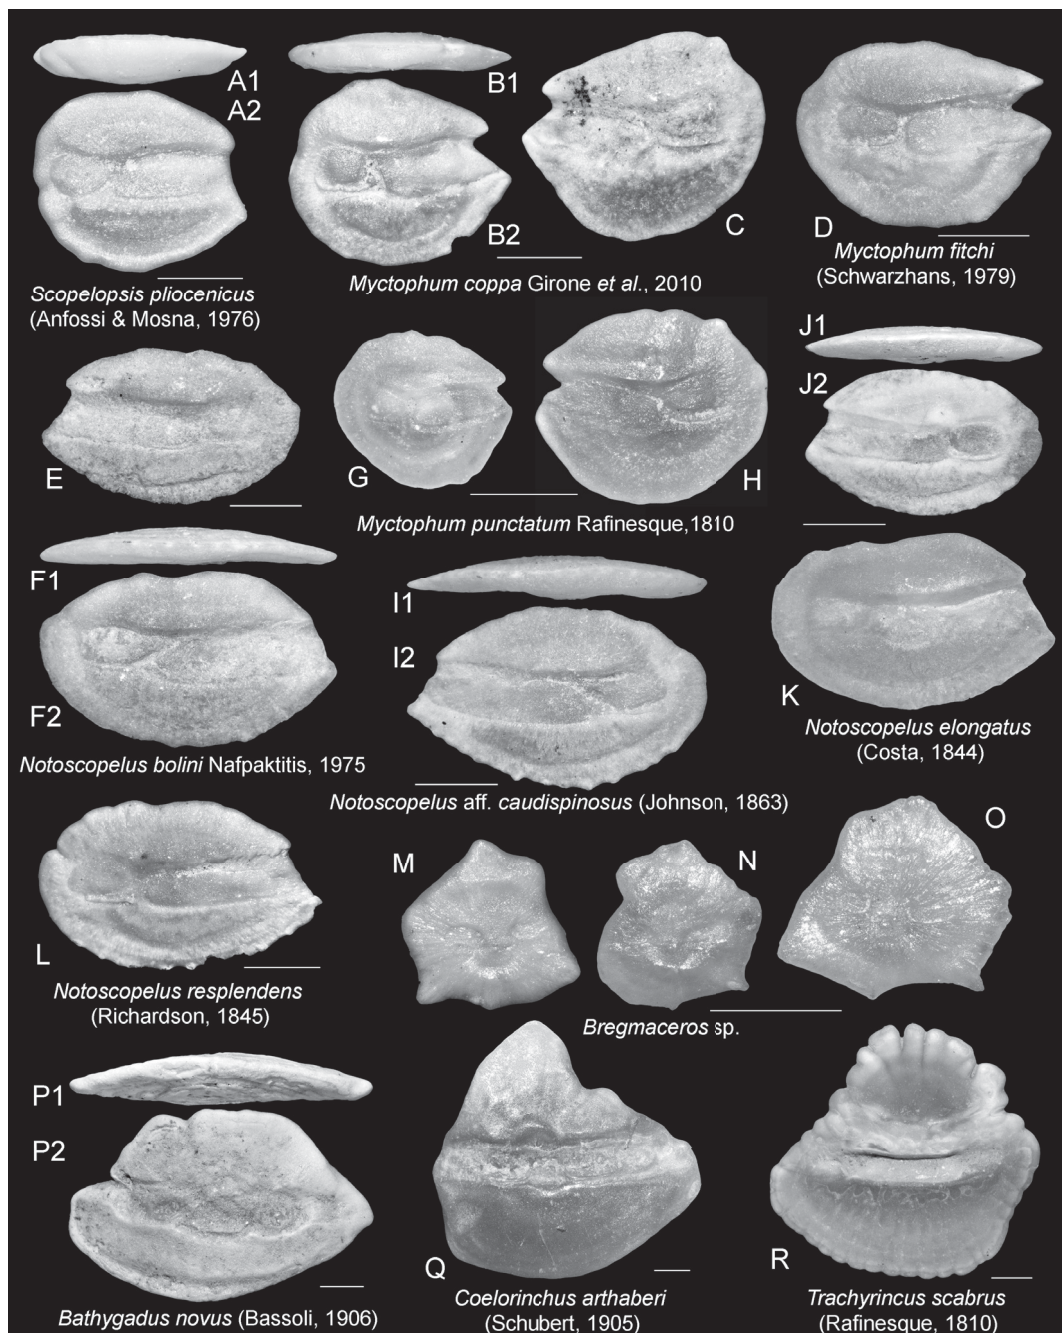 A1
A2
B1
B2
C
D
Scopelopsis pliocenicus
(Anfossi & Mosna, 1976)
Myctophum coppa Girone et al., 2010
Myctophum fitchi
(Schwarzhans, 1979)
E
G
H
J1
J2
Myctophum punctatum Rafinesque,1810
F1
F2
I1
I2
K
Notoscopelus bolini Nafpaktitis, 1975
Notoscopelus elongatus
(Costa, 1844)
Notoscopelus aff. caudispinosus (Johnson, 1863)
L
M
N
O
Notoscopelus resplendens
(Richardson, 1845)
Bregmaceros sp.
P1
P2
Q
R
Bathygadus novus (Bassoli, 1906)
Coelorinchus arthaberi
(Schubert, 1905)
Trachyrincus scabrus
(Rafinesque, 1810)